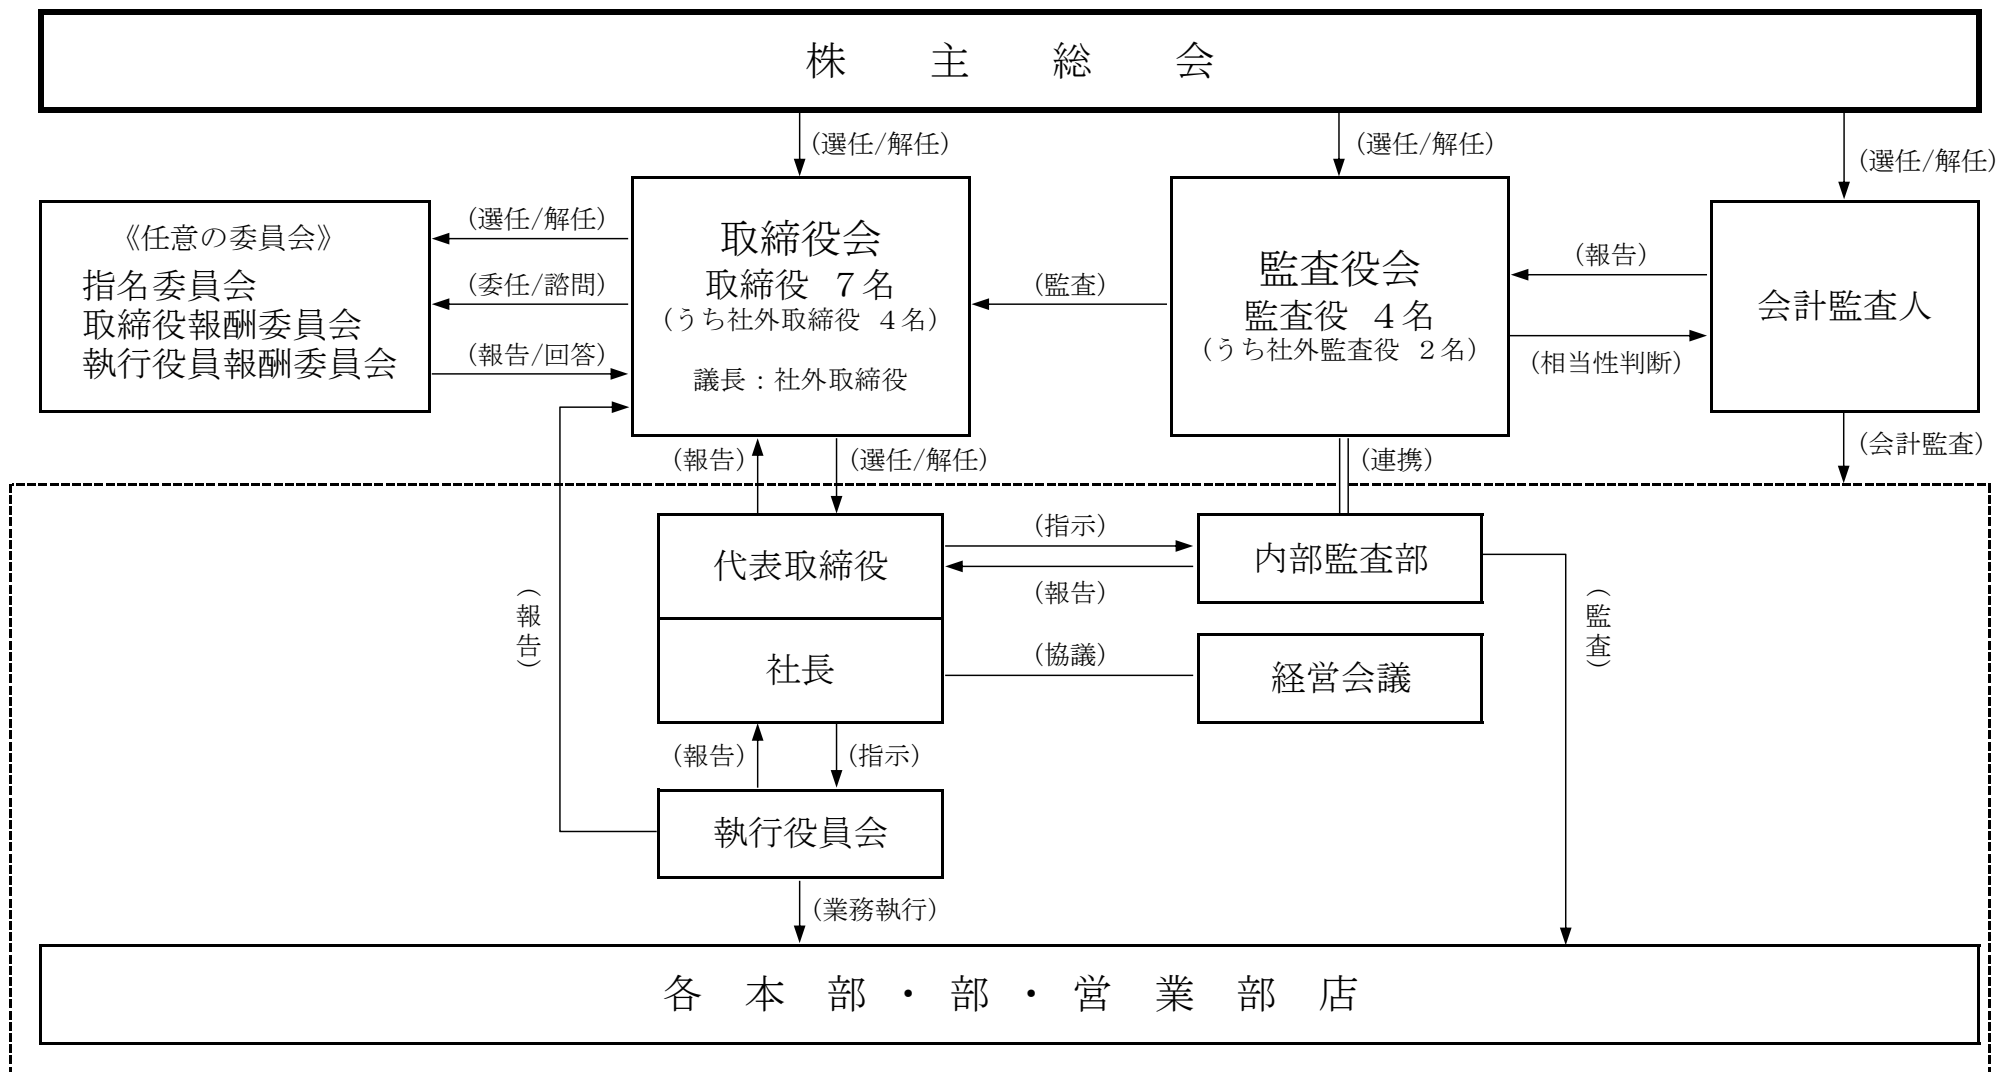 株主総会
(選任/解任)
(選任/解任)
(選任/解任)
《任意の委員会》
指名委員会
取締役報酬委員会
執行役員報酬委員会
(選任/解任)
(委任/諮問)
(報告/回答)
取締役会
取締役 7名
(うち社外取締役 4名)
議長：社外取締役
(監査)
監査役会
監査役 4名
(うち社外監査役 2名)
(報告)
(相当性判断)
会計監査人
(報告)
(選任/解任)
(連携)
(会計監査)
代表取締役
社長
(指示)
(報告)
(協議)
内部監査部
経営会議
(報告)
(監査)
(報告)
(指示)
執行役員会
(業務執行)
各本部・部・営業部店